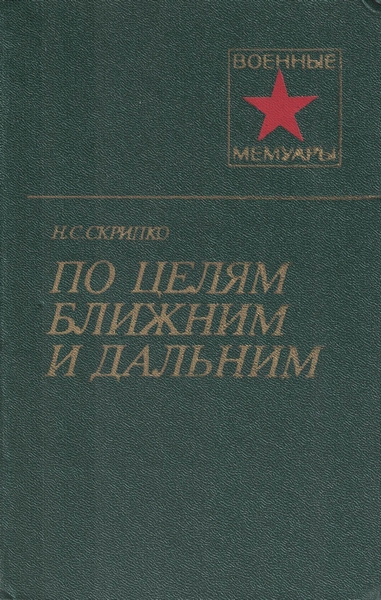 ВОЕННЫЕ
МЕМУАРЫ
Н.С.СКРИПКО
ПО ЦЕЛЯМ
БЛИЖНИМ
И ДАЛЬНИМ